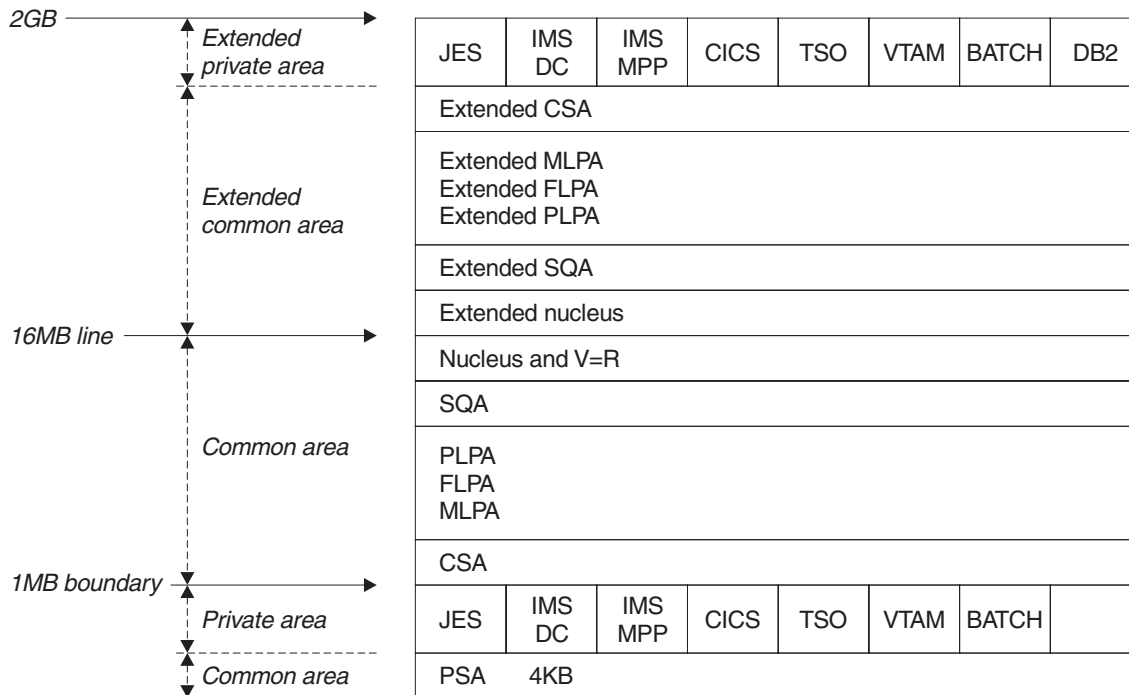 2GB
Extended
private area
JES
IMS
DC
IMS
MPP
CICS
TSO
VTAM
BATCH
DB2
Extended
common area
Extended CSA
Extended MLPA
Extended FLPA
Extended PLPA
Extended SQA
Extended nucleus
16MB line
Common area
Nucleus and V=R
SQA
PLPA
FLPA
MLPA
CSA
1MB boundary
Private area
JES
IMS
DC
IMS
MPP
CICS
TSO
VTAM
BATCH
Common area
PSA 4KB